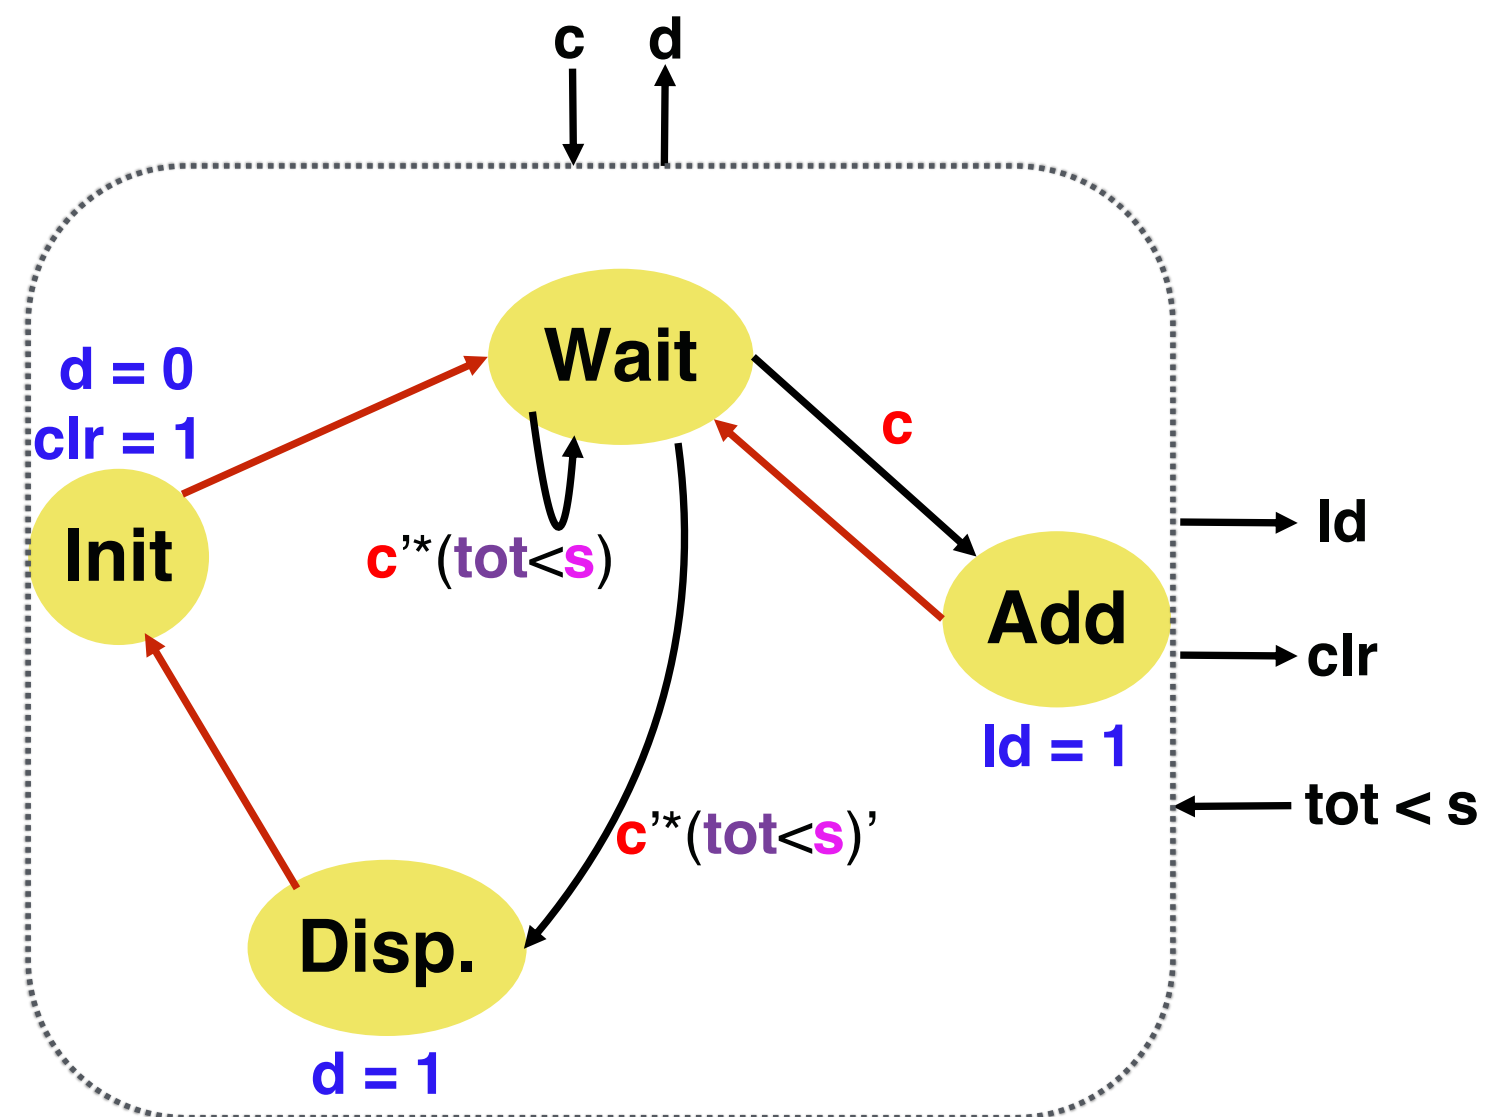 c d
Wait
d = 0
clr = 1
c
Init
c’*(tot<s)
ld
Add
clr
ld = 1
tot < s
c’*(tot<s)’
Disp.
d = 1